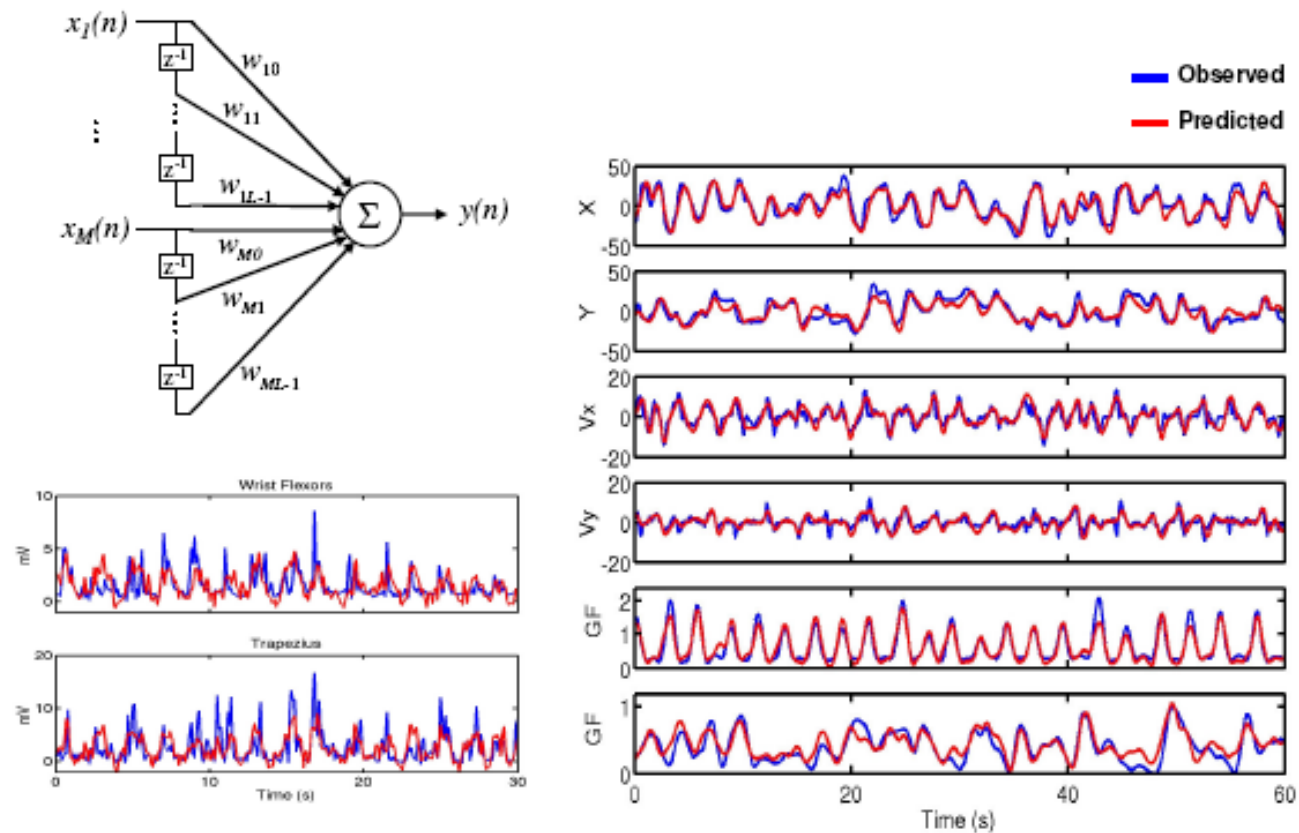 x1(n)
z-1
w10
w11
z-1
w1L-1
Σ
y(n)
xM(n)
wM0
z-1
wM1
z-1
wML-1
Wrist Flexors
10
5
0
mV
Trapezius
20
10
0
mV
0 10 20 30
Time (s)
Observed
Predicted
50
0
-50
X
50
0
-50
Y
20
0
-20
Vx
20
0
-20
Vy
2
1
0
GF
1
0
GF
0 20 40 60
Time (s)